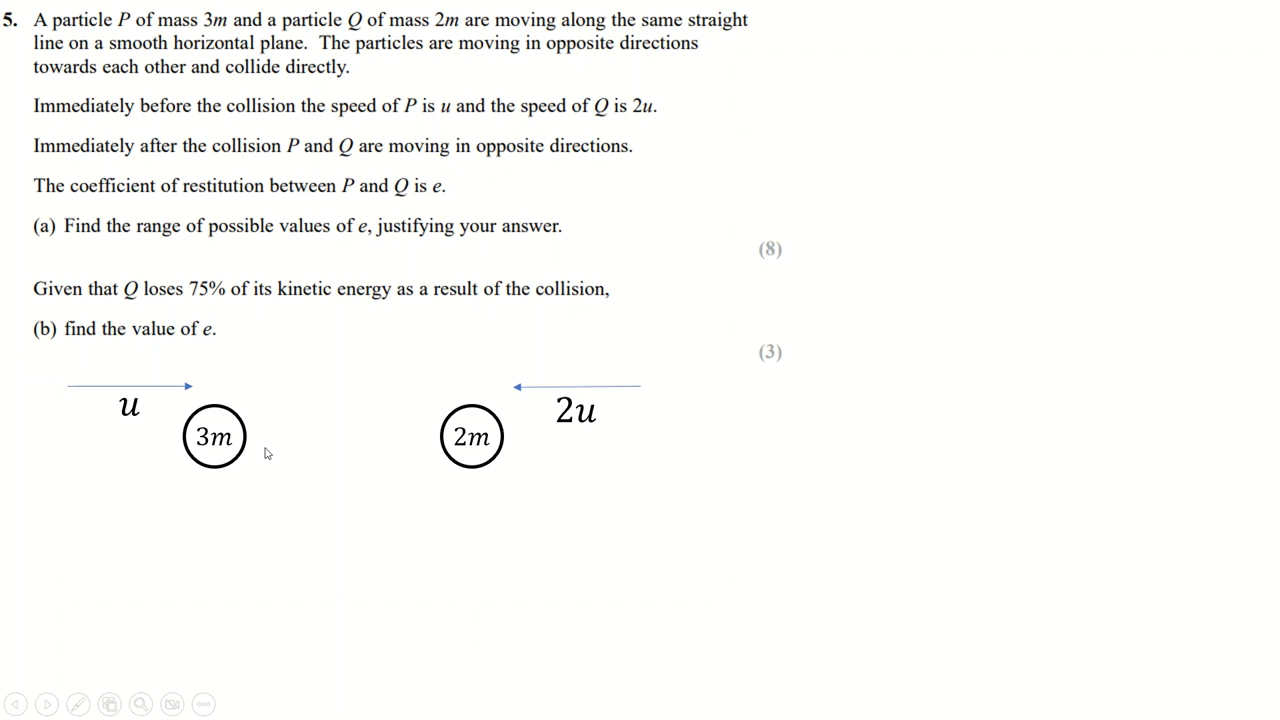 5. A particle P of mass 3m and a particle Q of mass 2m are moving along the same straight
line on a smooth horizontal plane. The particles are moving in opposite directions
towards each other and collide directly.
Immediately before the collision the speed of P is u and the speed of Q is 2u.
Immediately after the collision P and Q are moving in opposite directions.
The coefficient of restitution between P and Q is e.
(a) Find the range of possible values of e, justifying your answer.
(8)
Given that Q loses 75% of its kinetic energy as a result of the collision,
(b) find the value of e.
(3)
u
2u
3m
2m